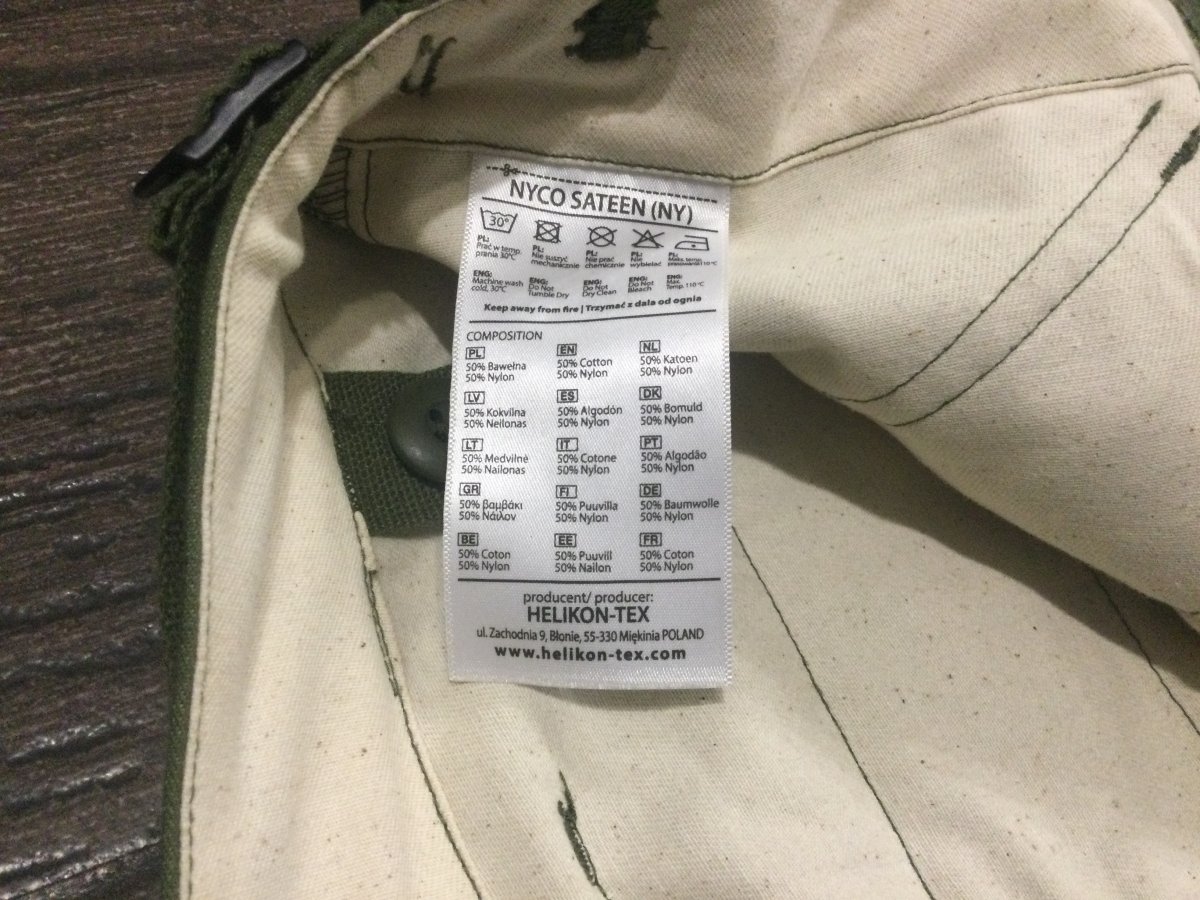 NYCO SATEEN (NY)
30°
PL:
Prać w temp.
prania 30°C
PL:
Nie suszyć
mechanicznie
PL:
Nie prać
chemicznie
PL:
Nie
wybielać
PL:
Maks. temp.
prasowania 110°C
ENG:
Machine wash
cold, 30°C
ENG:
Do Not
Tumble Dry
ENG:
Do Not
Dry Clean
ENG:
Do Not
Bleach
ENG:
Max.
Temp. 110°C
Keep away from fire | Trzymać z dala od ognia
COMPOSITION
PL
50% Bawełna
50% Nylon
EN
50% Cotton
50% Nylon
NL
50% Katoen
50% Nylon
LV
50% Kokvilna
50% Neilonas
ES
50% Algodón
50% Nylon
DK
50% Bomuld
50% Nylon
LT
50% Medvilnė
50% Nailonas
IT
50% Cotone
50% Nylon
PT
50% Algodão
50% Nylon
GR
50% βαμβάκι
50% Νάιλον
FI
50% Puuvilla
50% Nylon
DE
50% Baumwolle
50% Nylon
BE
50% Coton
50% Nylon
EE
50% Puuvill
50% Nailon
FR
50% Coton
50% Nylon
producent/ producer:
HELIKON-TEX
ul. Zachodnia 9, Błonie, 55-330 Miękinia POLAND
www.helikon-tex.com